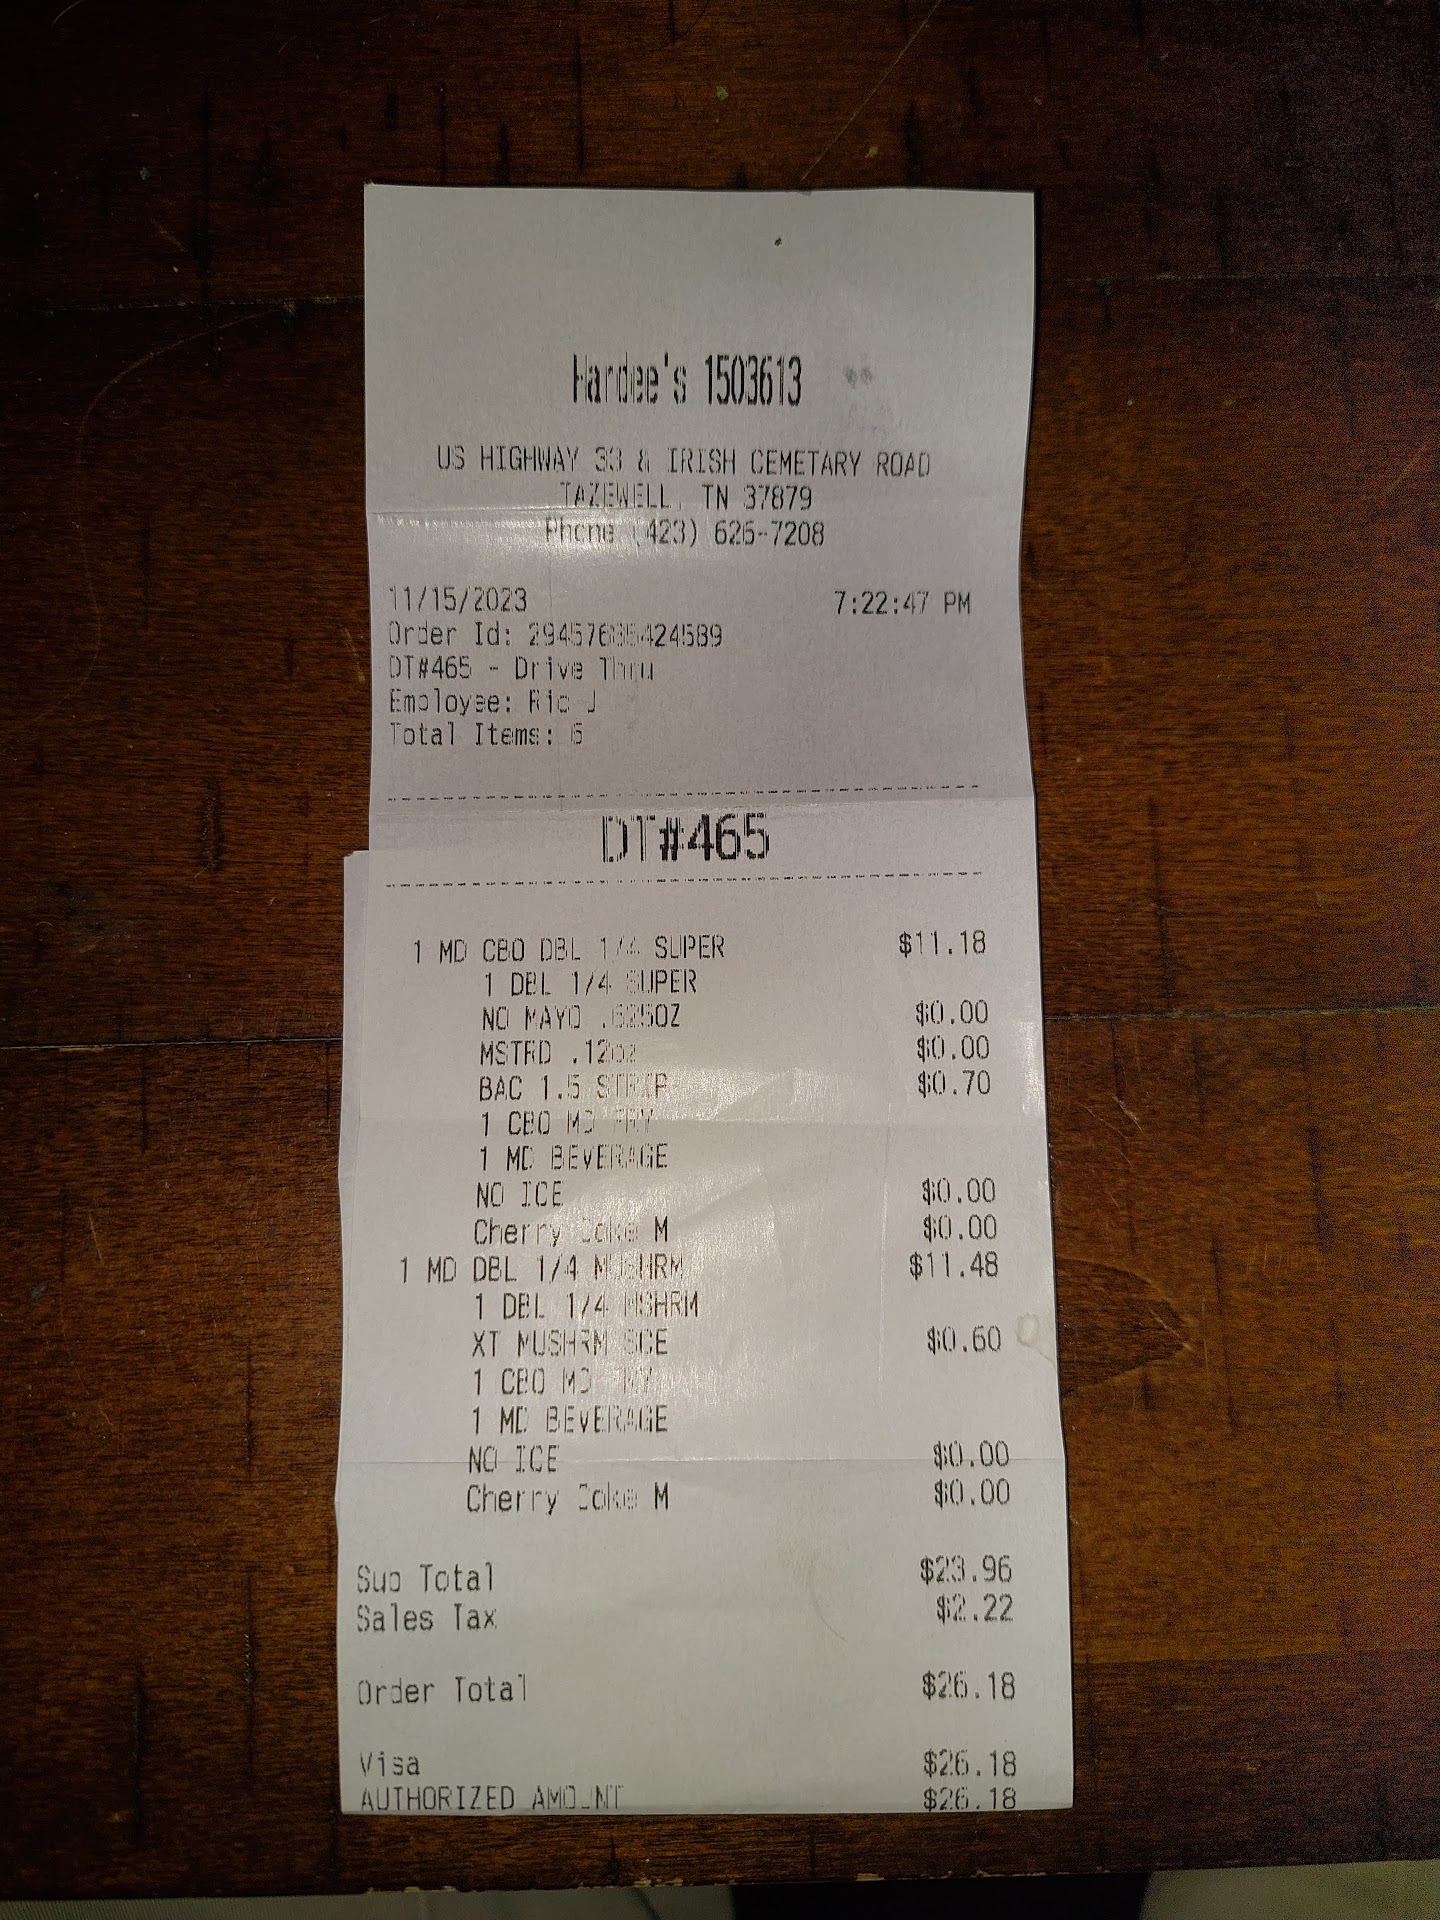 Hardee's 1503613
US HIGHWAY 33 & IRISH CEMETARY ROAD
TAZEWELL, TN 37879
Phone (423) 626-7208
11/15/2023 7:22:47 PM
Order Id:
DT#465 - Drive Thru
Employee: Ric J
Total Items: 6
DT#465
1 MD CBO DBL 1/4 SUPER $11.18
1 DBL 1/4 SUPER
NO MAYO .625OZ $0.00
MSTRD .12oz $0.00
BAC 1.5 STRIP $0.70
1 CBO MD FRY
1 MD BEVERAGE
NO ICE $0.00
Cherry Coke M $0.00
1 MD DBL 1/4 MUSHRM $11.48
1 DBL 1/4 MSHRM
XT MUSHRM SCE $0.60
1 CBO MD FRY
1 MD BEVERAGE
NO ICE $0.00
Cherry Coke M $0.00
Sub Total $23.96
Sales Tax $2.22
Order Total $26.18
Visa $26.18
AUTHORIZED AMOUNT $26.18